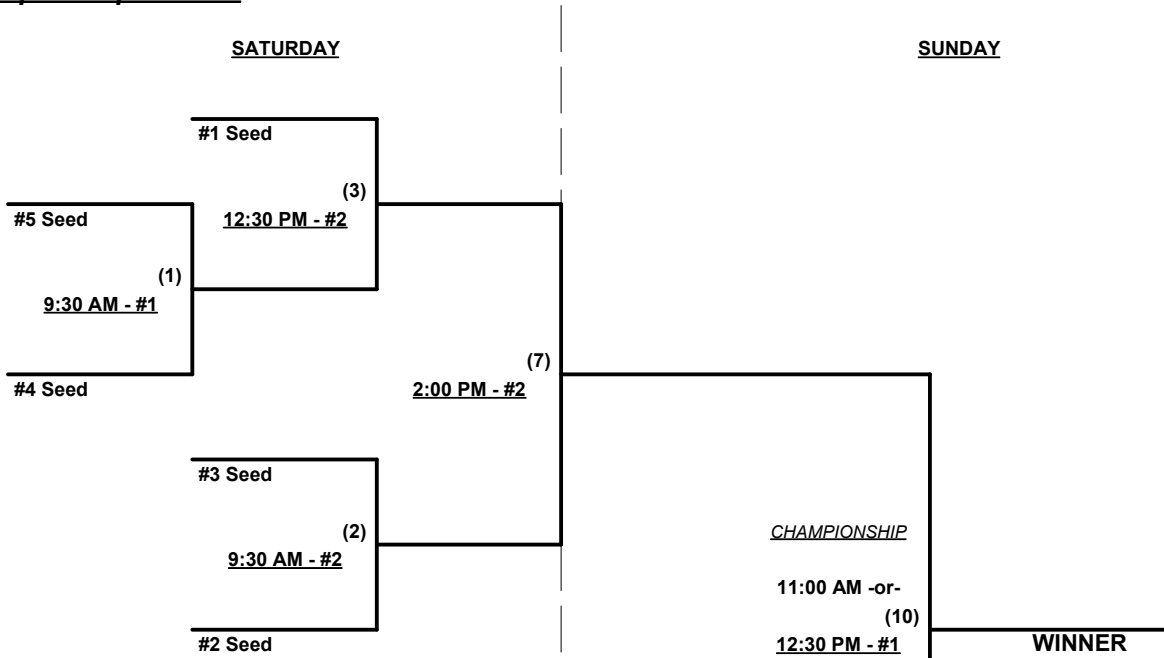 SATURDAY
SUNDAY
#1 Seed
(3)
12:30 PM - #2
#5 Seed
(1)
9:30 AM - #1
#4 Seed
(7)
2:00 PM - #2
#3 Seed
(2)
9:30 AM - #2
#2 Seed
CHAMPIONSHIP
11:00 AM -or-
(10)
12:30 PM - #1
WINNER